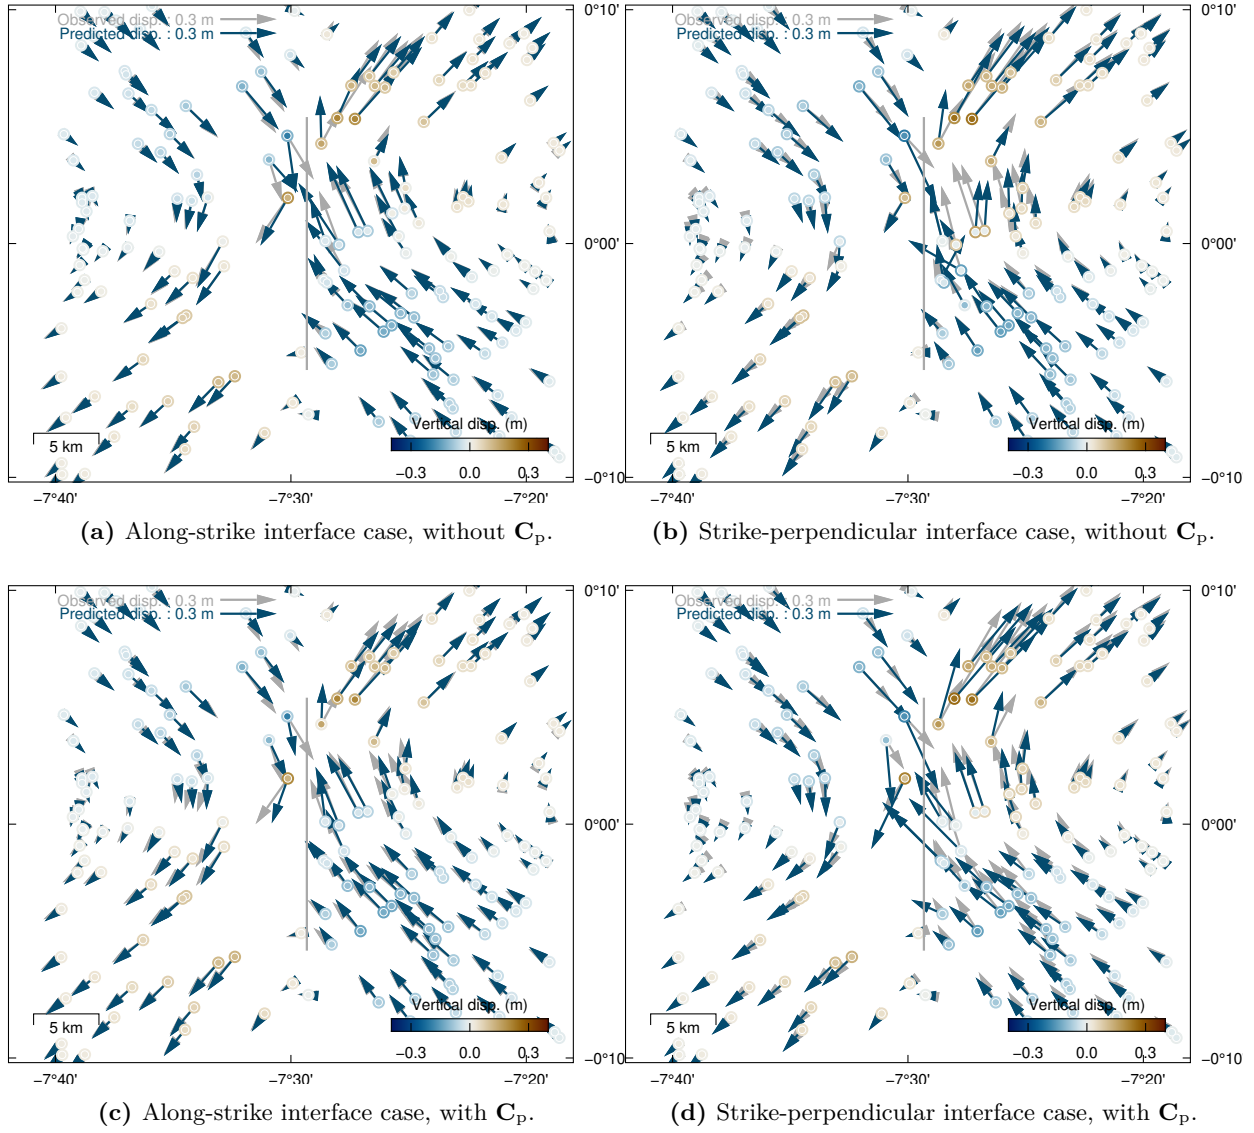 Observed disp. : 0.3 m
Predicted disp. : 0.3 m
Vertical disp. (m)
5 km
−0.3 0.0 0.3
−7°40' −7°30' −7°20'
(a) Along-strike interface case, without Cp.
Observed disp. : 0.3 m
Predicted disp. : 0.3 m
0°10'
0°00'
Vertical disp. (m)
5 km
−0.3 0.0 0.3
−0°10'
−7°40' −7°30' −7°20'
(b) Strike-perpendicular interface case, without Cp.
Observed disp. : 0.3 m
Predicted disp. : 0.3 m
Vertical disp. (m)
5 km
−0.3 0.0 0.3
−7°40' −7°30' −7°20'
(c) Along-strike interface case, with Cp.
Observed disp. : 0.3 m
Predicted disp. : 0.3 m
0°10'
0°00'
Vertical disp. (m)
5 km
−0.3 0.0 0.3
−0°10'
−7°40' −7°30' −7°20'
(d) Strike-perpendicular interface case, with Cp.
0°10'
0°00'
−0°10'
0°10'
0°00'
−0°10'